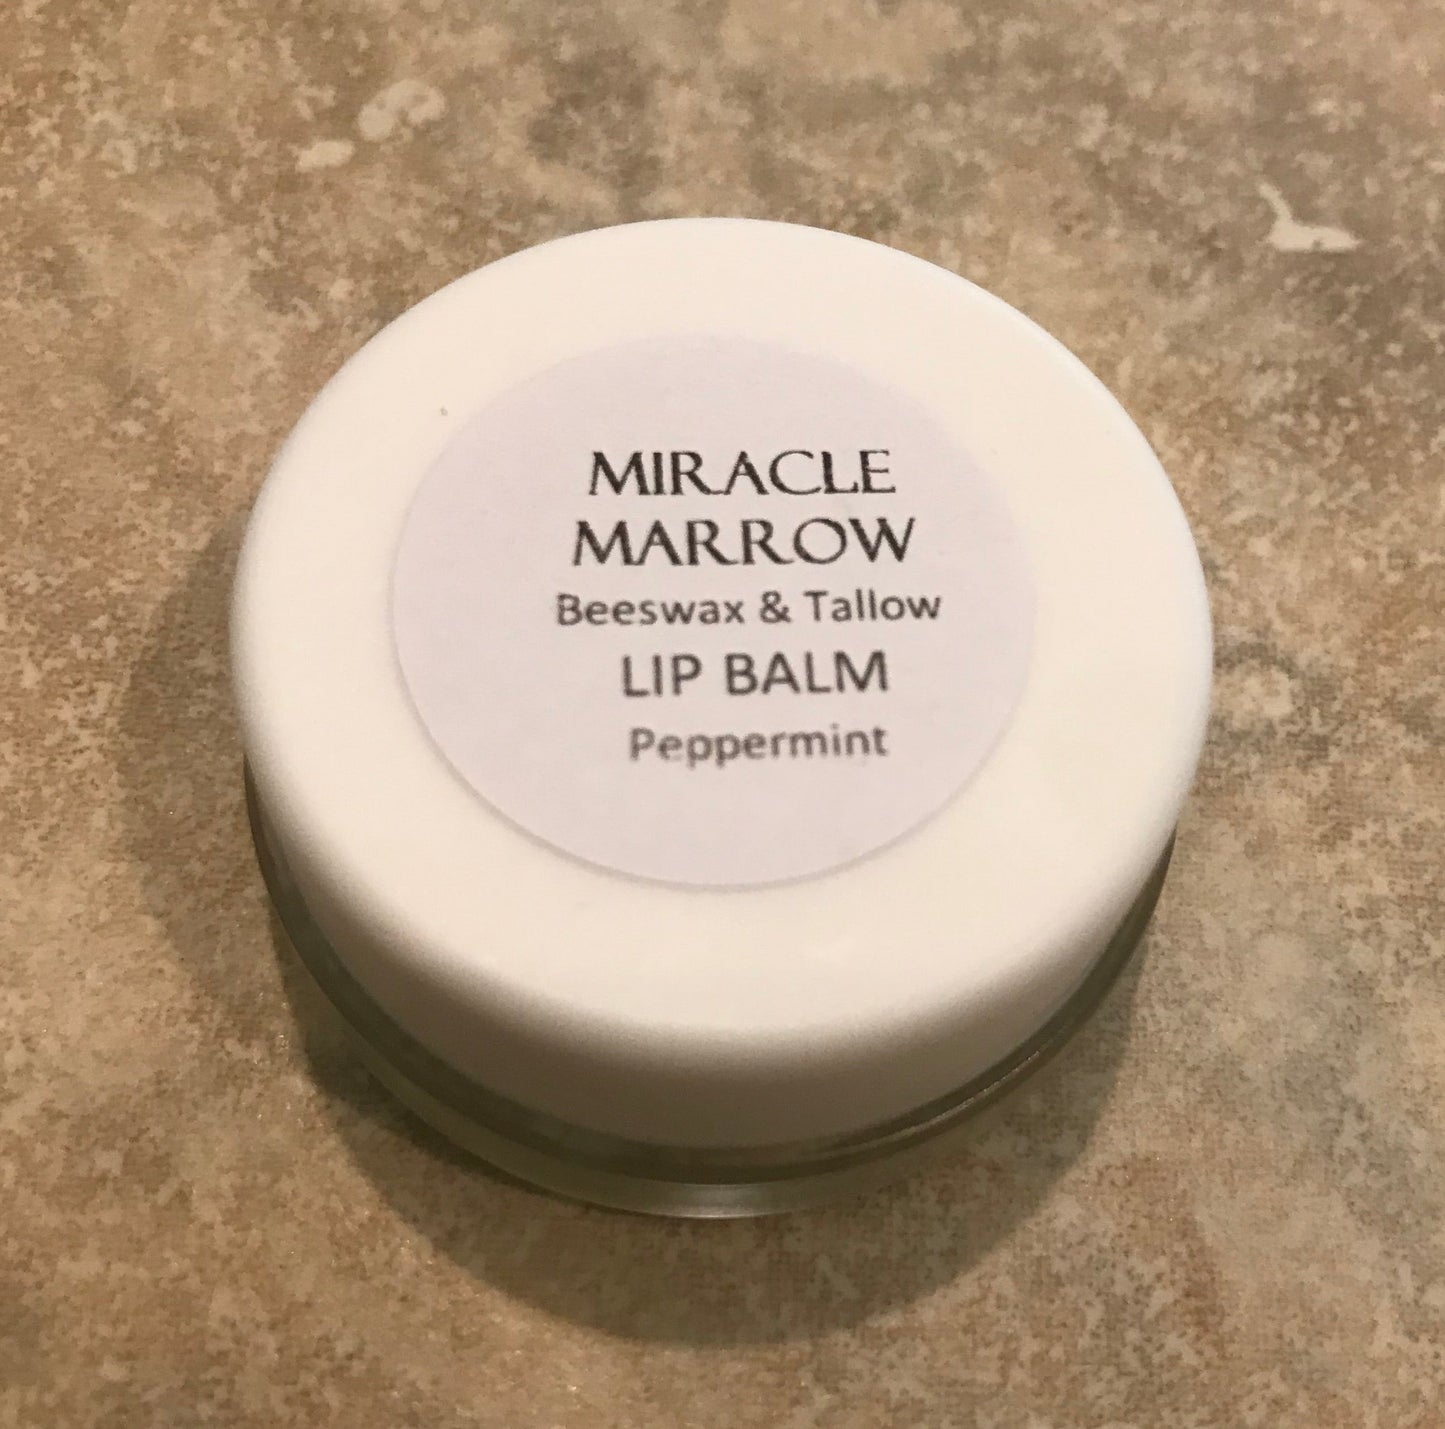 MIRACLE
MARROW
Beeswax & Tallow
LIP BALM
Peppermint